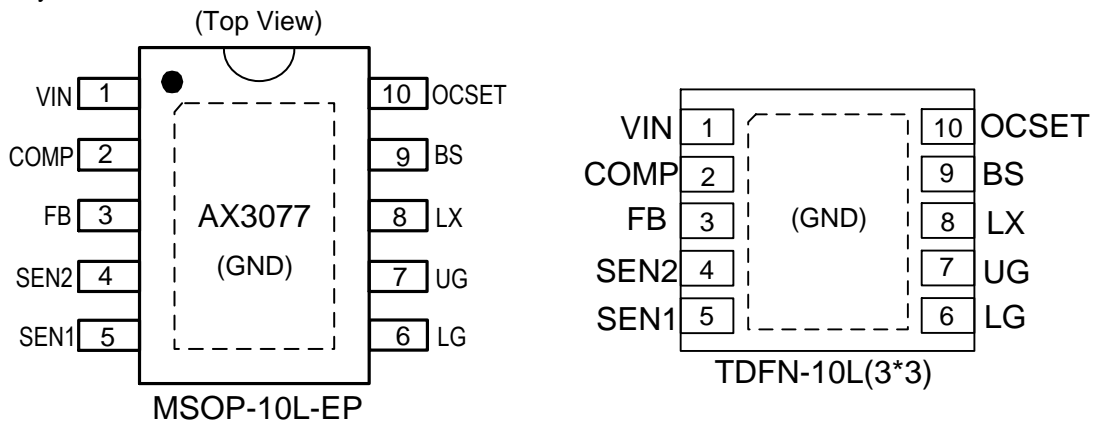 (Top View)
VIN 1
COMP 2
FB 3
SEN2 4
SEN1 5
AX3077
(GND)
10 OCSET
9 BS
8 LX
7 UG
6 LG
MSOP-10L-EP
VIN 1
COMP 2
FB 3
SEN2 4
SEN1 5
(GND)
10 OCSET
9 BS
8 LX
7 UG
6 LG
TDFN-10L(3*3)